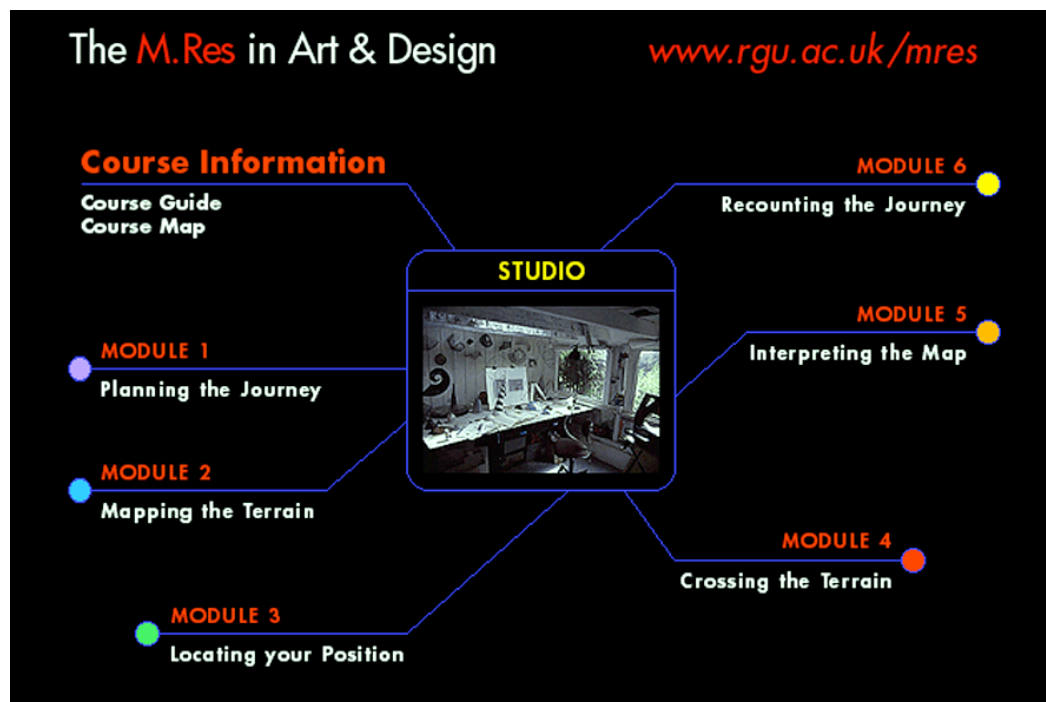 The M.Res in Art & Design
www.rgu.ac.uk/mres
Course Information
Course Guide
Course Map
STUDIO
MODULE 1
Planning the Journey
MODULE 2
Mapping the Terrain
MODULE 3
Locating your Position
MODULE 4
Crossing the Terrain
MODULE 5
Interpreting the Map
MODULE 6
Recounting the Journey